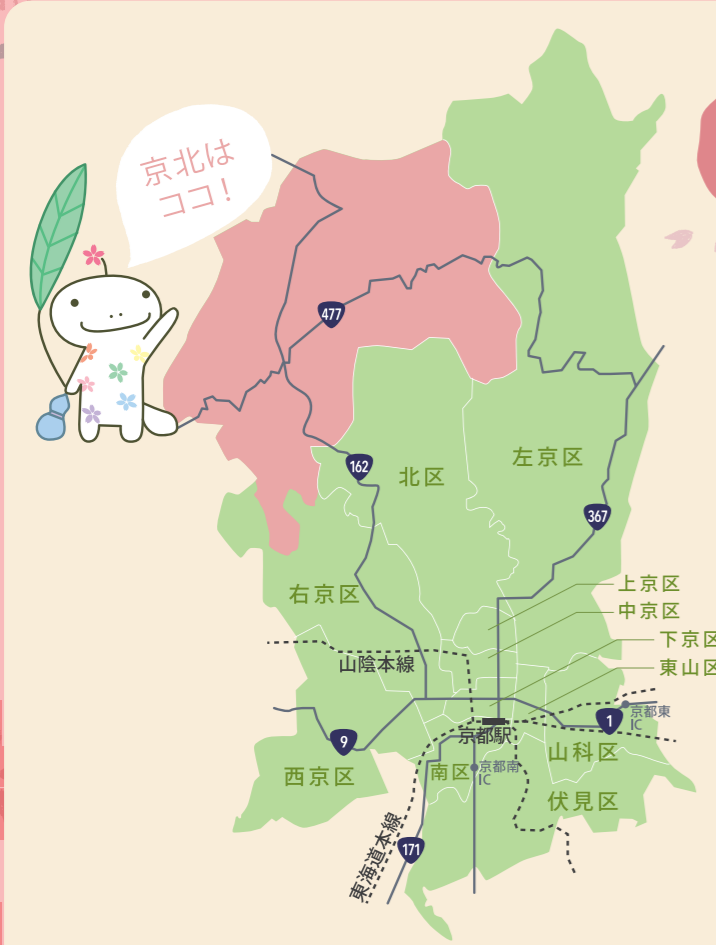 京北は
ココ！
477
162
北区
左京区
367
右京区
上京区
中京区
下京区
東山区
山陰本線
京都東
IC
1
京都駅
9
山科区
西京区
南区
京都南
IC
伏見区
東海道本線
171